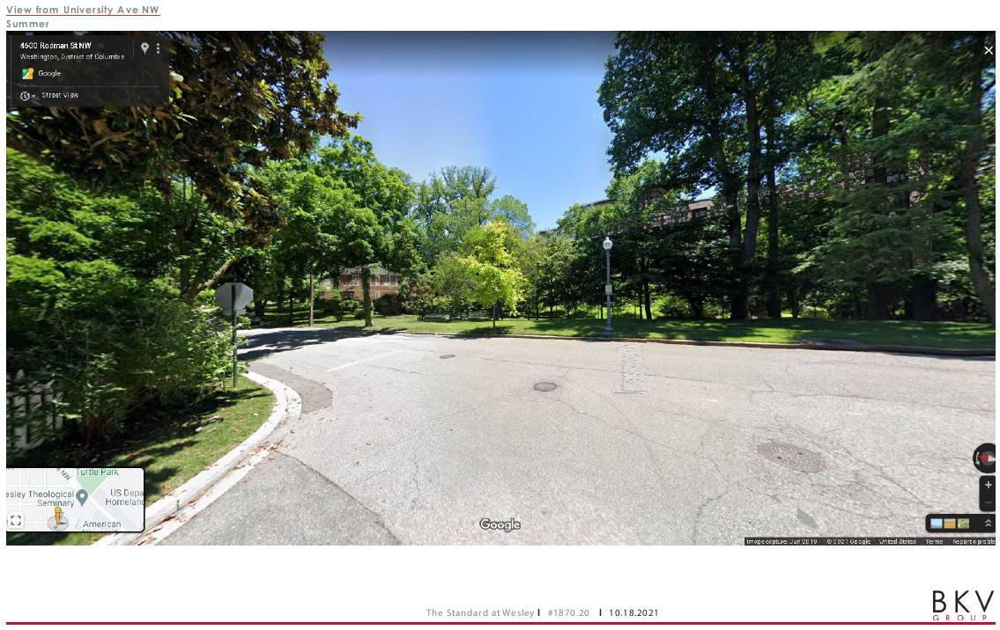 View from University Ave NW
Summer
4600 Rodman St NW
Washington, District of Columbia
Google
Street View
NW
Turtle Park
esley Theological
Seminary
US Depa
Homeland
American
Google
Image capture: Jun 2019 © 2021 Google United States Terms Report a proble
The Standard at Wesley | #1870.20 | 10.18.2021
BKV
GROUP